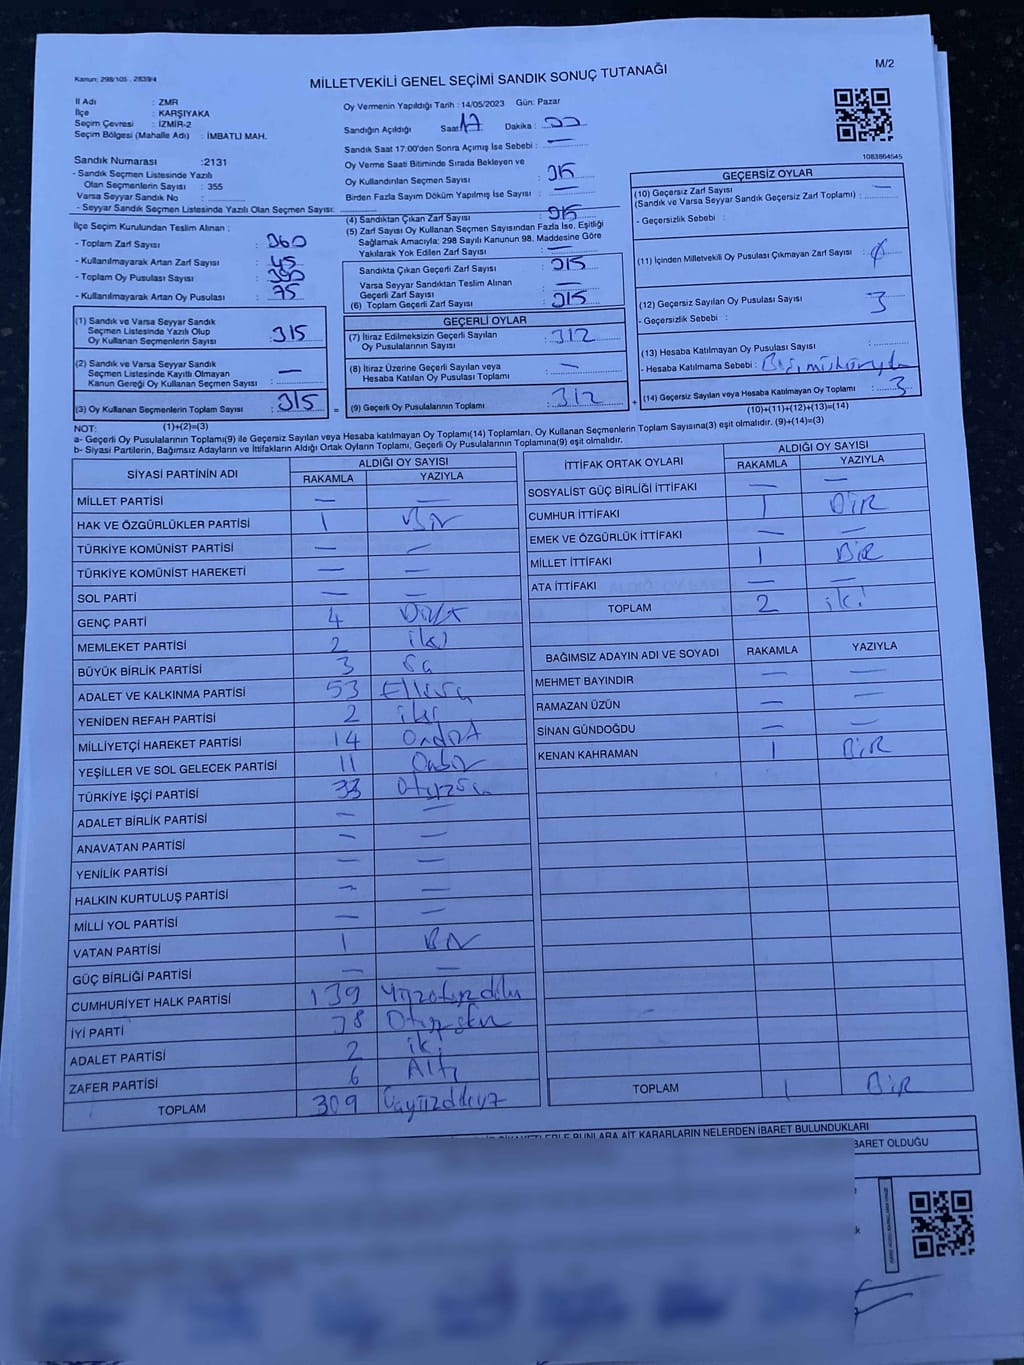 Kanun: 298/105 , 2839/4
M/2
MİLLETVEKİLİ GENEL SEÇİMİ SANDIK SONUÇ TUTANAĞI
İl Adı : ZMR
İlçe : KARŞIYAKA
Seçim Çevresi : İZMİR-2
Seçim Bölgesi (Mahalle Adı) : İMBATLI MAH.
Sandık Numarası :2131
- Sandık Seçmen Listesinde Yazılı
Olan Seçmenlerin Sayısı : 355
Varsa Seyyar Sandık No :
- Seyyar Sandık Seçmen Listesinde Yazılı Olan Seçmen Sayısı:
İlçe Seçim Kurulundan Teslim Alınan :
- Toplam Zarf Sayısı : 360
- Kullanılmayarak Artan Zarf Sayısı : 45
- Toplam Oy Pusulası Sayısı :
- Kullanılmayarak Artan Oy Pusulası :
(1) Sandık ve Varsa Seyyar Sandık
Seçmen Listesinde Yazılı Olup
Oy Kullanan Seçmenlerin Sayısı : 315
(2) Sandık ve Varsa Seyyar Sandık
Seçmen Listesinde Kayıtlı Olmayan
Kanun Gereği Oy Kullanan Seçmen Sayısı : —
(3) Oy Kullanan Seçmenlerin Toplam Sayısı : 315
(1)+(2)=(3)
Oy Vermenin Yapıldığı Tarih : 14/05/2023 Gün: Pazar
Sandığın Açıldığı Saat 17 Dakika : 00
Sandık Saat 17:00'den Sonra Açımış İse Sebebi : —
Oy Verme Saati Bitiminde Sırada Bekleyen ve
Oy Kullandırılan Seçmen Sayısı : 315
Birden Fazla Sayım Döküm Yapılmış İse Sayısı : —
(4) Sandıktan Çıkan Zarf Sayısı : 315
(5) Zarf Sayısı Oy Kullanan Seçmen Sayısından Fazla İse, Eşitliği
Sağlamak Amacıyla: 298 Sayılı Kanunun 98. Maddesine Göre
Yakılarak Yok Edilen Zarf Sayısı : —
Sandıkta Çıkan Geçerli Zarf Sayısı : 315
Varsa Seyyar Sandıktan Teslim Alınan
Geçerli Zarf Sayısı : —
(6) Toplam Geçerli Zarf Sayısı : 315
GEÇERLİ OYLAR
(7) İtiraz Edilmeksizin Geçerli Sayılan
Oy Pusulalarının Sayısı : 312
(8) İtiraz Üzerine Geçerli Sayılan veya
Hesaba Katılan Oy Pusulası Toplamı : —
= (9) Geçerli Oy Pusulalarının Toplamı : 312
1083864545
GEÇERSİZ OYLAR
(10) Geçersiz Zarf Sayısı —
(Sandık ve Varsa Seyyar Sandık Geçersiz Zarf Toplamı) :
- Geçersizlik Sebebi :
(11) İçinden Milletvekili Oy Pusulası Çıkmayan Zarf Sayısı :
(12) Geçersiz Sayılan Oy Pusulası Sayısı : 3
- Geçersizlik Sebebi :
(13) Hesaba Katılmayan Oy Pusulası Sayısı :
- Hesaba Katılmama Sebebi :
+ (14) Geçersiz Sayılan veya Hesaba Katılmayan Oy Toplamı : 3
(10)+(11)+(12)+(13)=(14)
NOT:
a- Geçerli Oy Pusulalarının Toplamı(9) ile Geçersiz Sayılan veya Hesaba katılmayan Oy Toplamı(14) Toplamları, Oy Kullanan Seçmenlerin Toplam Sayısına(3) eşit olmalıdır. (9)+(14)=(3)
b- Siyasi Partilerin, Bağımsız Adayların ve İttifakların Aldığı Ortak Oyların Toplamı, Geçerli Oy Pusulalarının Toplamına(9) eşit olmalıdır.
SİYASİ PARTİNİN ADI ALDIĞI OY SAYISI
RAKAMLA YAZIYLA
MİLLET PARTİSİ — —
HAK VE ÖZGÜRLÜKLER PARTİSİ 1 Bir
TÜRKİYE KOMÜNİST PARTİSİ — —
TÜRKİYE KOMÜNİST HAREKETİ — —
SOL PARTİ — —
GENÇ PARTİ 4 Dört
MEMLEKET PARTİSİ 2 iki
BÜYÜK BİRLİK PARTİSİ 3
ADALET VE KALKINMA PARTİSİ 53
YENİDEN REFAH PARTİSİ 2 iki
MİLLİYETÇİ HAREKET PARTİSİ 14 Ondört
YEŞİLLER VE SOL GELECEK PARTİSİ 11 Onbir
TÜRKİYE İŞÇİ PARTİSİ 33
ADALET BİRLİK PARTİSİ — —
ANAVATAN PARTİSİ — —
YENİLİK PARTİSİ — —
HALKIN KURTULUŞ PARTİSİ — —
MİLLİ YOL PARTİSİ — —
VATAN PARTİSİ 1 Bir
GÜÇ BİRLİĞİ PARTİSİ — —
CUMHURİYET HALK PARTİSİ 139
İYİ PARTİ 38
ADALET PARTİSİ 2 iki
ZAFER PARTİSİ 6 Altı
TOPLAM 309
İTTİFAK ORTAK OYLARI ALDIĞI OY SAYISI
RAKAMLA YAZIYLA
SOSYALİST GÜÇ BİRLİĞİ İTTİFAKI — —
CUMHUR İTTİFAKI 1 BİR
EMEK VE ÖZGÜRLÜK İTTİFAKI — —
MİLLET İTTİFAKI 1 BİR
ATA İTTİFAKI — —
TOPLAM 2 iki
BAĞIMSIZ ADAYIN ADI VE SOYADI RAKAMLA YAZIYLA
MEHMET BAYINDIR — —
RAMAZAN ÜZÜN — —
SİNAN GÜNDOĞDU — —
KENAN KAHRAMAN 1 BİR
TOPLAM 1 BİR
BUNLARA AİT KARARLARIN NELERDEN İBARET BULUNDUKLARI
BARET OLDUĞU